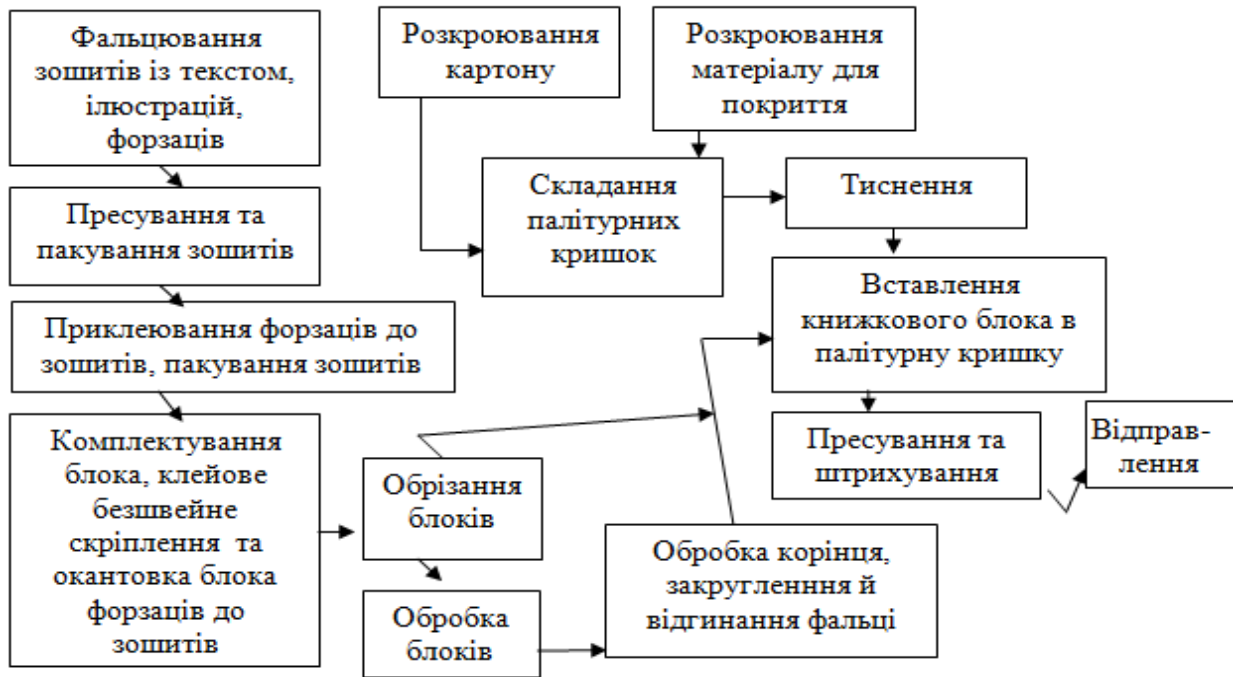 Фальцювання
зошитів із текстом,
ілюстрацій,
форзаців
Розкроювання
картону
Розкроювання
матеріалу для
покриття
Складання
палітурних
кришок
Тиснення
Пресування та
пакування зошитів
Вставлення
книжкового блока в
палітурну кришку
Приклеювання форзаців до
зошитів, пакування зошитів
Комплектування
блока, клейове
безшвейне
скріплення та
окантовка блока
форзаців до
зошитів
Обрізання
блоків
Пресування та
штрихування
Відправ-
лення
Обробка
блоків
Обробка корінця,
закругленння й
відгинання фальці